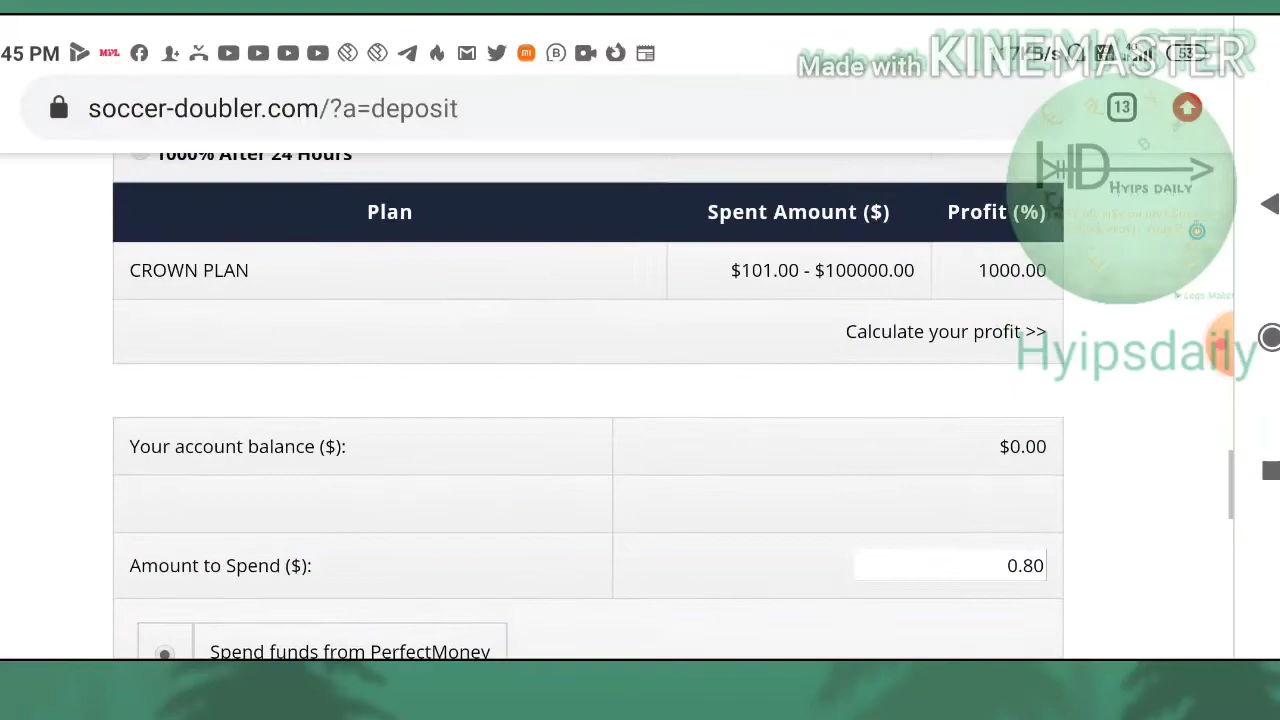 45 PM
MPL
Made with KINEMASTER
soccer-doubler.com/?a=deposit
13
1000% After 24 Hours
HD
HYIPS DAILY
Plan Spent Amount ($) Profit (%)
CROWN PLAN $101.00 - $100000.00 1000.00
Calculate your profit >>
Hyipsdaily
Your account balance ($): $0.00
Amount to Spend ($): 0.80
Spend funds from PerfectMoney